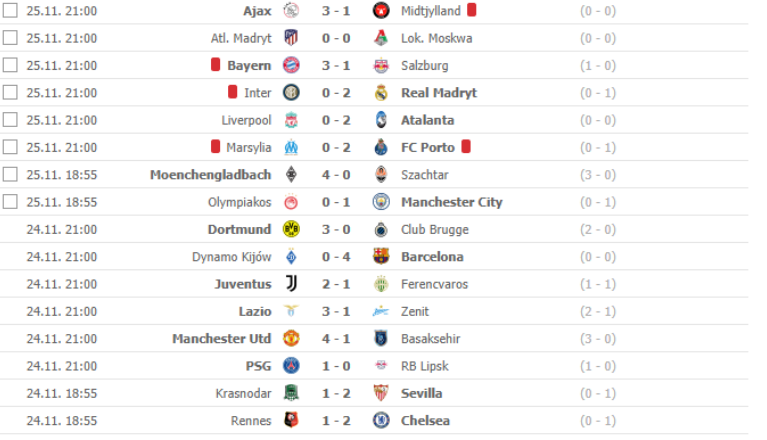 25.11. 21:00 Ajax 3 - 1 Midtjylland (0 - 0)
25.11. 21:00 Atl. Madryt 0 - 0 Lok. Moskwa (0 - 0)
25.11. 21:00 Bayern 3 - 1 Salzburg (1 - 0)
25.11. 21:00 Inter 0 - 2 Real Madryt (0 - 1)
25.11. 21:00 Liverpool 0 - 2 Atalanta (0 - 0)
25.11. 21:00 Marsylia 0 - 2 FC Porto (0 - 1)
25.11. 18:55 Moenchengladbach 4 - 0 Szachtar (3 - 0)
25.11. 18:55 Olympiakos 0 - 1 Manchester City (0 - 1)
24.11. 21:00 Dortmund 3 - 0 Club Brugge (2 - 0)
24.11. 21:00 Dynamo Kijów 0 - 4 Barcelona (0 - 0)
24.11. 21:00 Juventus 2 - 1 Ferencvaros (1 - 1)
24.11. 21:00 Lazio 3 - 1 Zenit (2 - 1)
24.11. 21:00 Manchester Utd 4 - 1 Basaksehir (3 - 0)
24.11. 21:00 PSG 1 - 0 RB Lipsk (1 - 0)
24.11. 18:55 Krasnodar 1 - 2 Sevilla (0 - 1)
24.11. 18:55 Rennes 1 - 2 Chelsea (0 - 1)